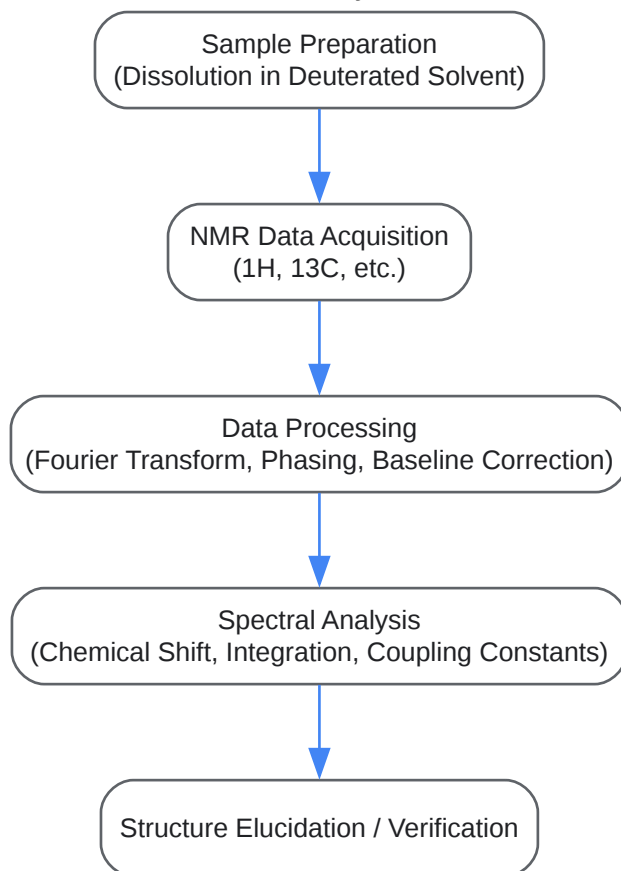 Sample Preparation
(Dissolution in Deuterated Solvent)
NMR Data Acquisition
(1H, 13C, etc.)
Data Processing
(Fourier Transform, Phasing, Baseline Correction)
Spectral Analysis
(Chemical Shift, Integration, Coupling Constants)
Structure Elucidation / Verification